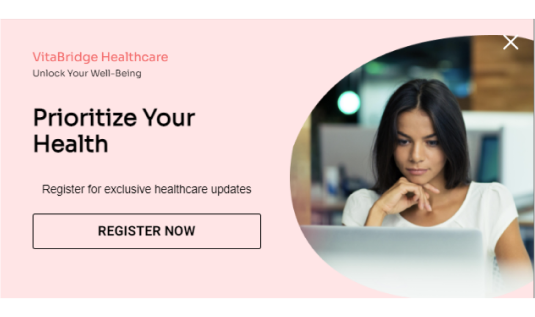 VitaBridge Healthcare
Unlock Your Well-Being
Prioritize Your
Health
Register for exclusive healthcare updates
REGISTER NOW